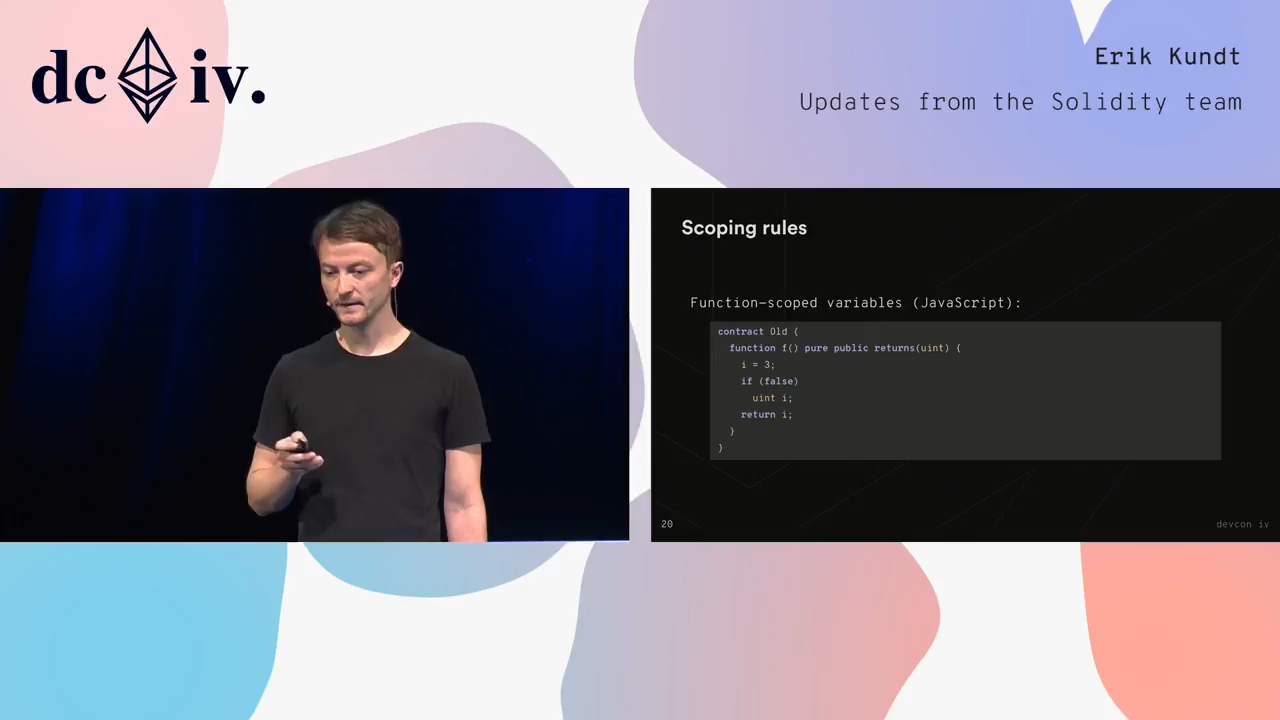 dc iv.
Erik Kundt
Updates from the Solidity team
Scoping rules
Function-scoped variables (JavaScript):
contract Old {
function f() pure public returns(uint) {
i = 3;
if (false)
uint i;
return i;
}
}
20
devcon iv